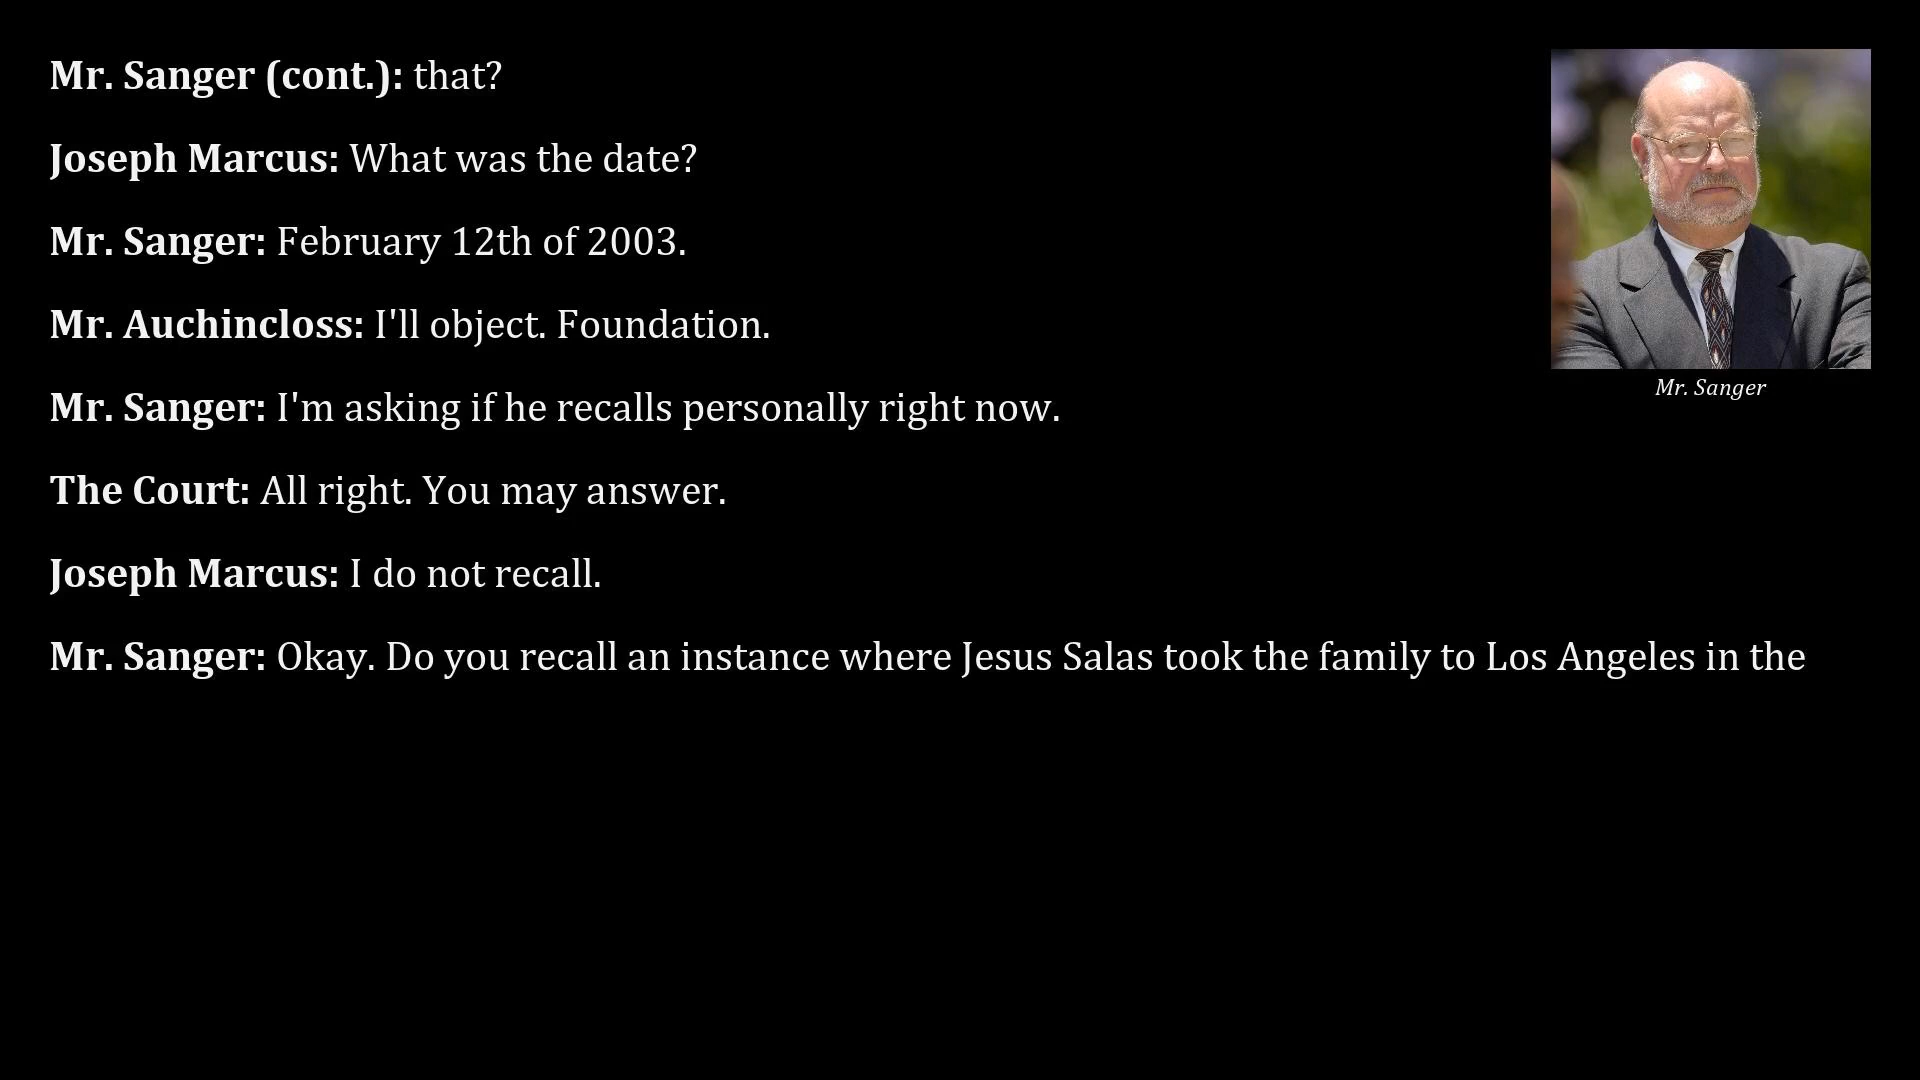 Mr. Sanger (cont.): that?
Joseph Marcus: What was the date?
Mr. Sanger: February 12th of 2003.
Mr. Auchincloss: I'll object. Foundation.
Mr. Sanger: I'm asking if he recalls personally right now.
The Court: All right. You may answer.
Joseph Marcus: I do not recall.
Mr. Sanger: Okay. Do you recall an instance where Jesus Salas took the family to Los Angeles in the
Mr. Sanger